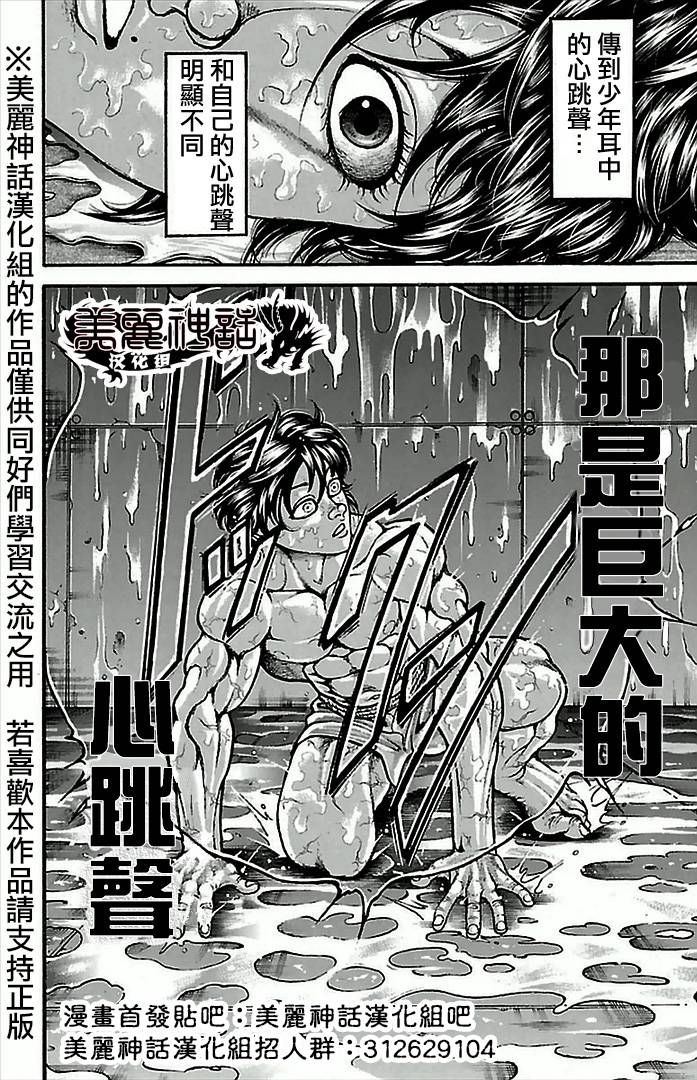 傳到少年耳中
的心跳聲…
和自己的心跳聲
明顯不同
美麗神話
汉化组
那是巨大的
心跳聲
※美麗神話漢化組的作品僅供同好們學習交流之用 若喜歡本作品請支持正版
漫畫首發貼吧：美麗神話漢化組吧
美麗神話漢化組招人群：312629104